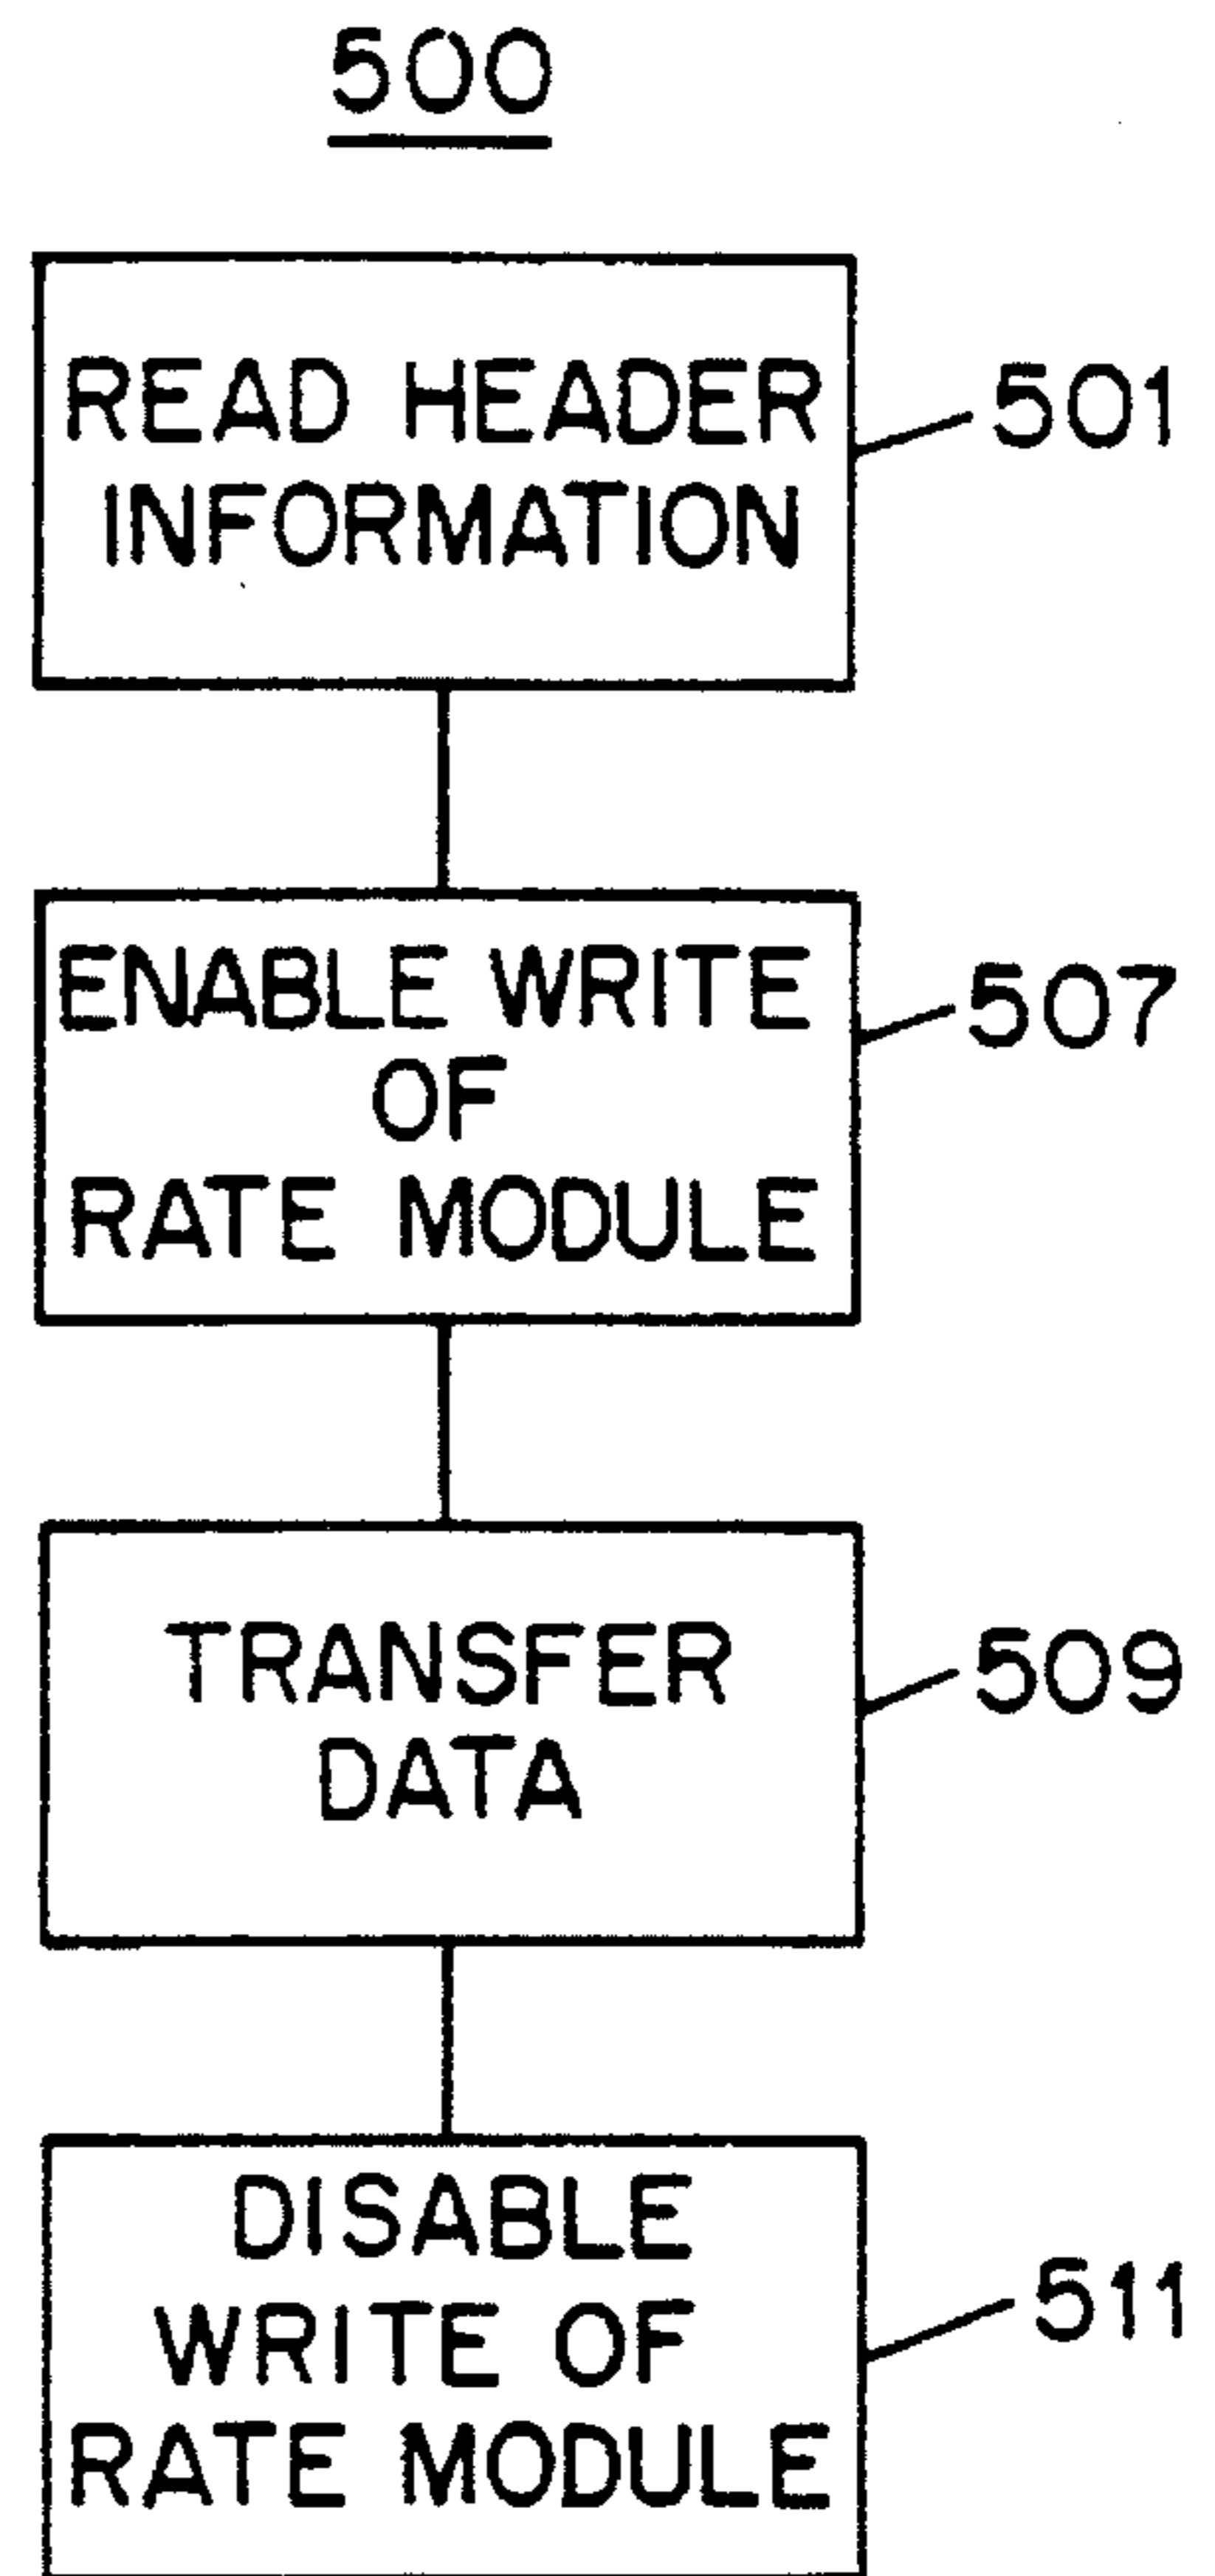 500
READ HEADER
INFORMATION
501
ENABLE WRITE
OF
RATE MODULE
507
TRANSFER
DATA
509
DISABLE
WRITE OF
RATE MODULE
511